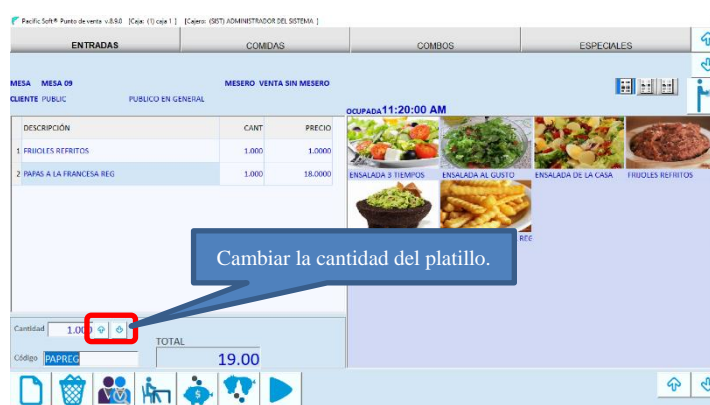 Pacific Soft® Punto de venta v.8.9.0 [Caja: (1) caja 1 ] [Cajero: (SIST) ADMINISTRADOR DEL SISTEMA ]
ENTRADAS COMIDAS COMBOS ESPECIALES
MESA MESA 09 MESERO VENTA SIN MESERO
CLIENTE PUBLIC PUBLICO EN GENERAL
OCUPADA 11:20:00 AM
DESCRIPCIÓN CANT PRECIO
1 FRIJOLES REFRITOS 1.000 1.0000
2 PAPAS A LA FRANCESA REG 1.000 18.0000
ENSALADA 3 TIEMPOS ENSALADA AL GUSTO ENSALADA DE LA CASA FRIJOLES REFRITOS
REG
Cambiar la cantidad del platillo.
Cantidad 1.000
TOTAL
Código PAPREG 19.00